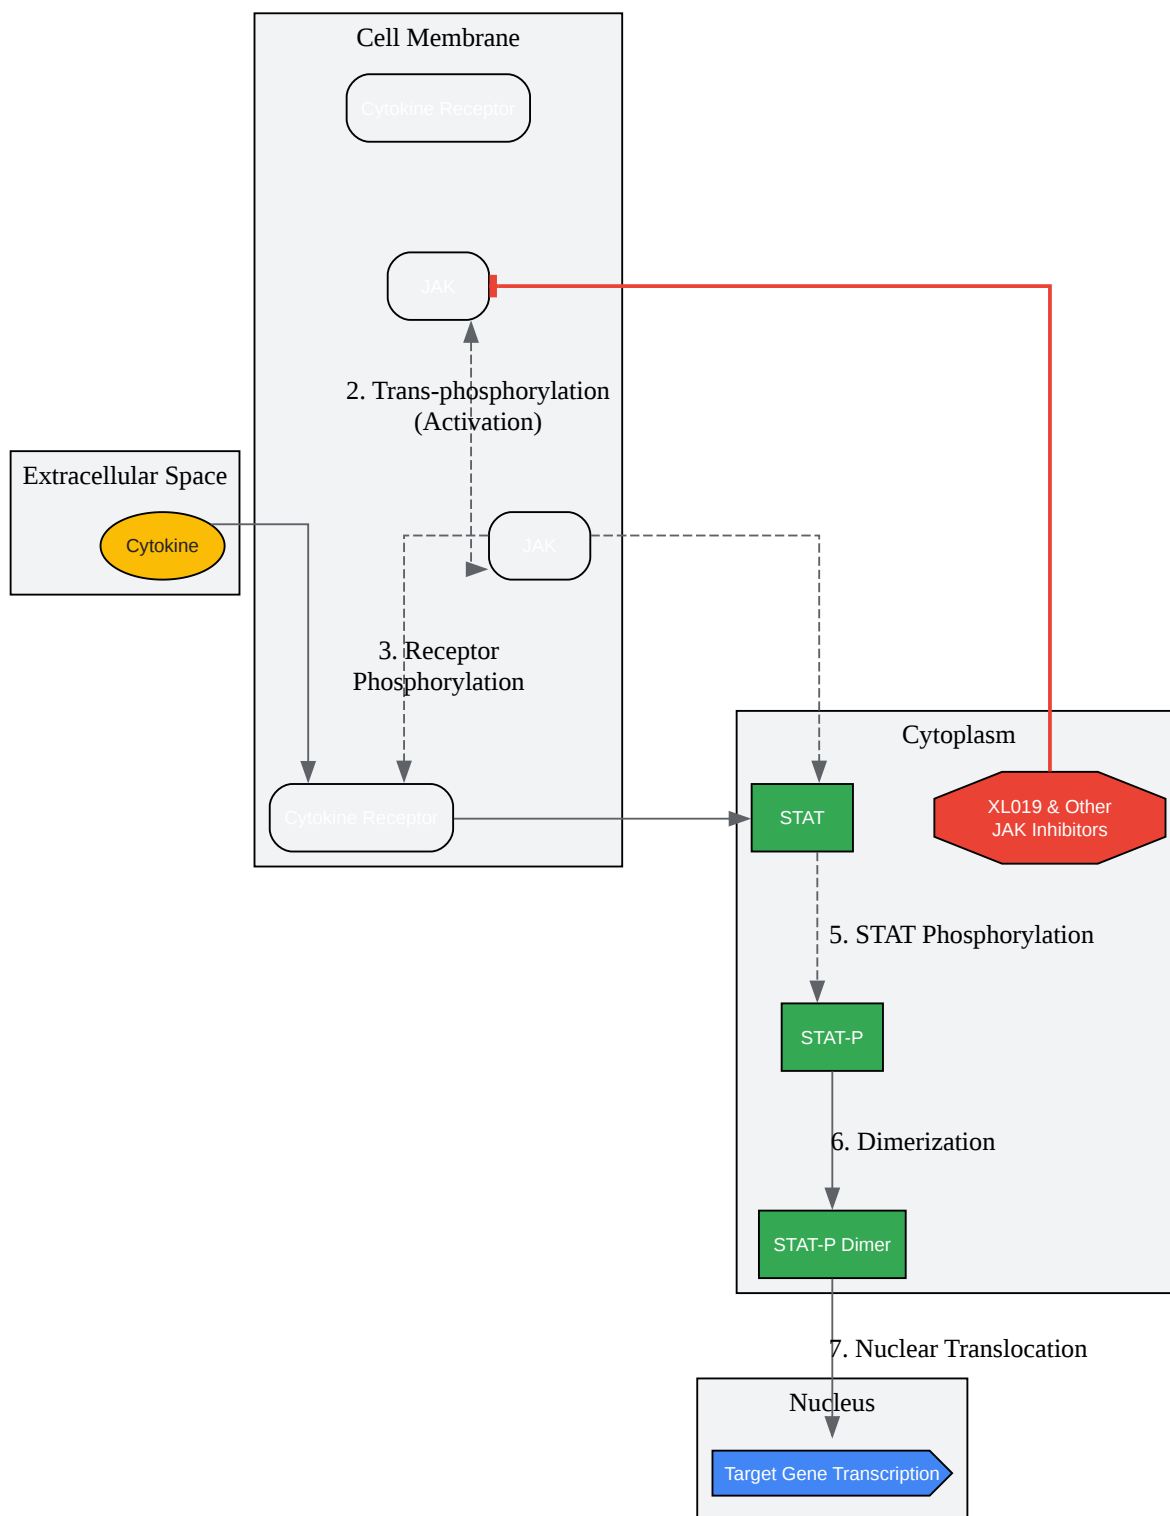 Cell Membrane
Cytokine Receptor
JAK
2. Trans-phosphorylation
(Activation)
Extracellular Space
Cytokine
JAK
3. Receptor
Phosphorylation
Cytokine Receptor
Cytoplasm
STAT
XL019 & Other
JAK Inhibitors
5. STAT Phosphorylation
STAT-P
6. Dimerization
STAT-P Dimer
7. Nuclear Translocation
Nucleus
Target Gene Transcription